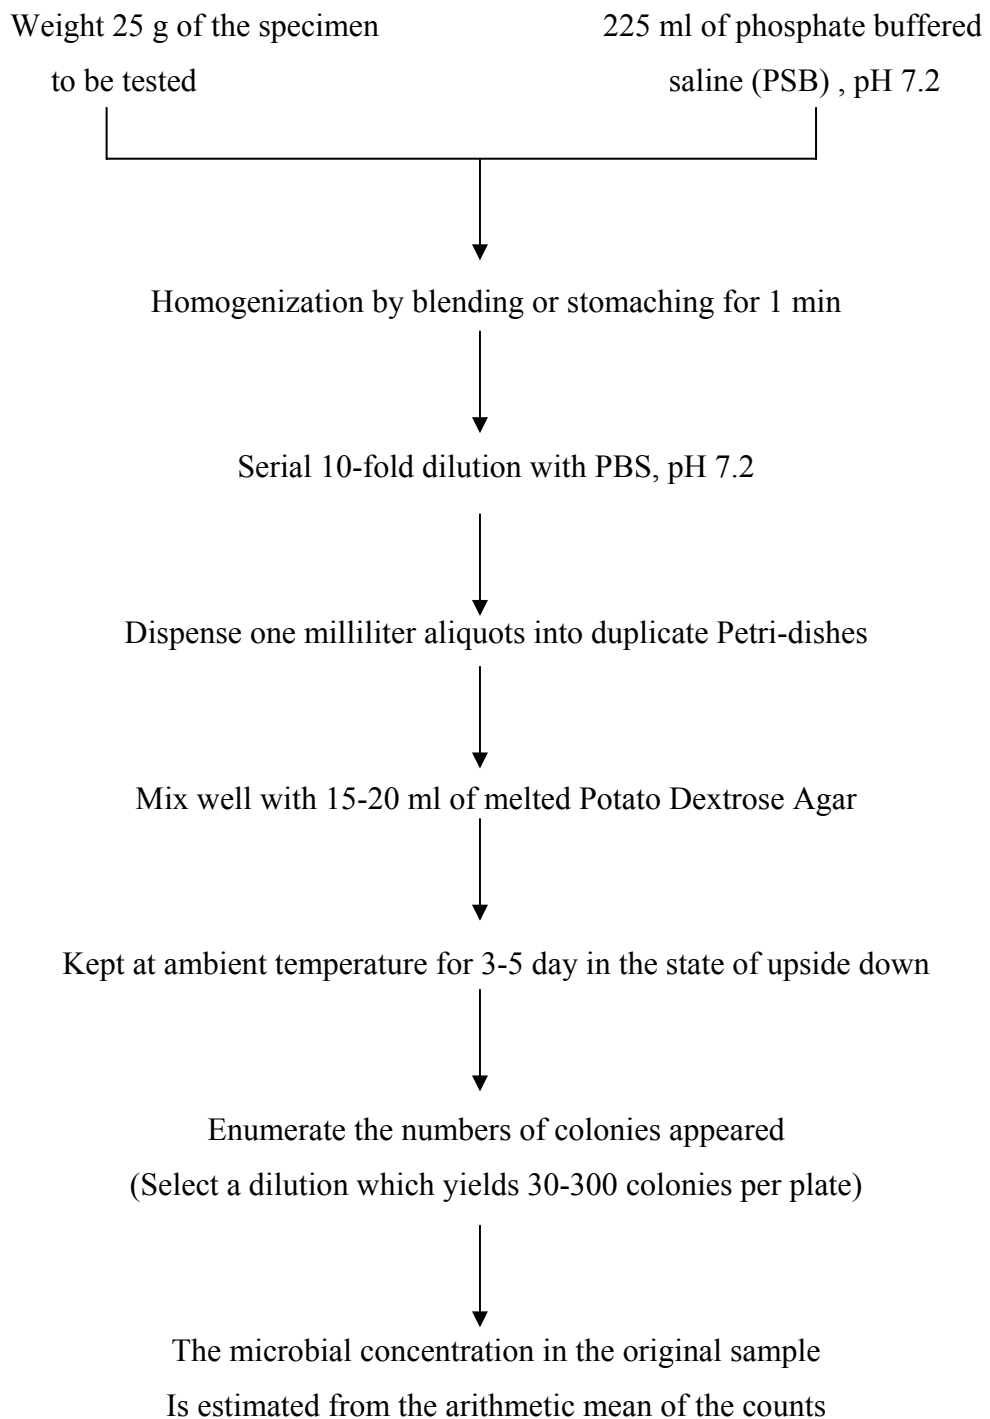 Weight 25 g of the specimen
to be tested
225 ml of phosphate buffered
saline (PSB) , pH 7.2
Homogenization by blending or stomaching for 1 min
Serial 10-fold dilution with PBS, pH 7.2
Dispense one milliliter aliquots into duplicate Petri-dishes
Mix well with 15-20 ml of melted Potato Dextrose Agar
Kept at ambient temperature for 3-5 day in the state of upside down
Enumerate the numbers of colonies appeared
(Select a dilution which yields 30-300 colonies per plate)
The microbial concentration in the original sample
Is estimated from the arithmetic mean of the counts